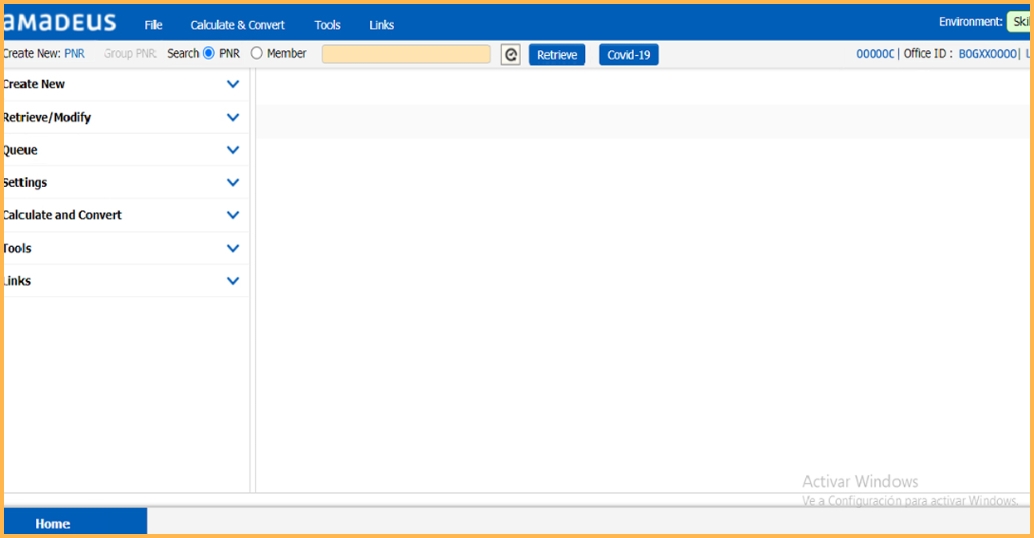 amadeus File Calculate & Convert Tools Links Environment: Ski
Create New: PNR Group PNR Search PNR Member Retrieve Covid-19 00000C | Office ID : B0GXX0000| L
Create New
Retrieve/Modify
Queue
Settings
Calculate and Convert
Tools
Links
Activar Windows
Ve a Configuración para activar Windows.
Home